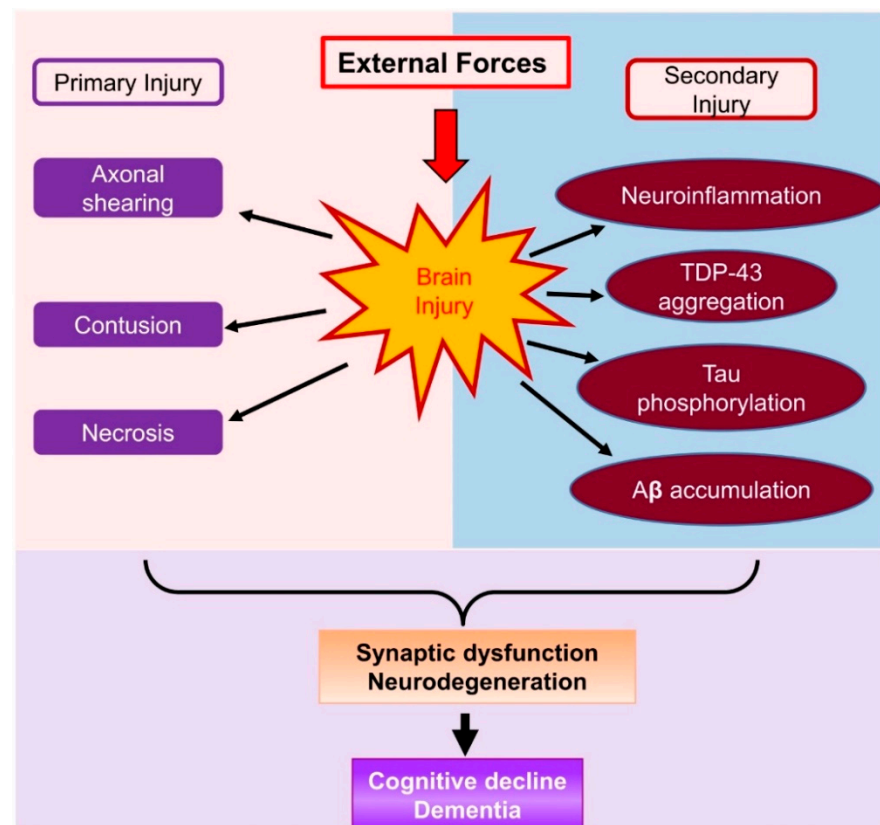 External Forces
Primary Injury
Secondary
Injury
Axonal
shearing
Contusion
Necrosis
Brain
Injury
Neuroinflammation
TDP-43
aggregation
Tau
phosphorylation
Aβ accumulation
Synaptic dysfunction
Neurodegeneration
Cognitive decline
Dementia